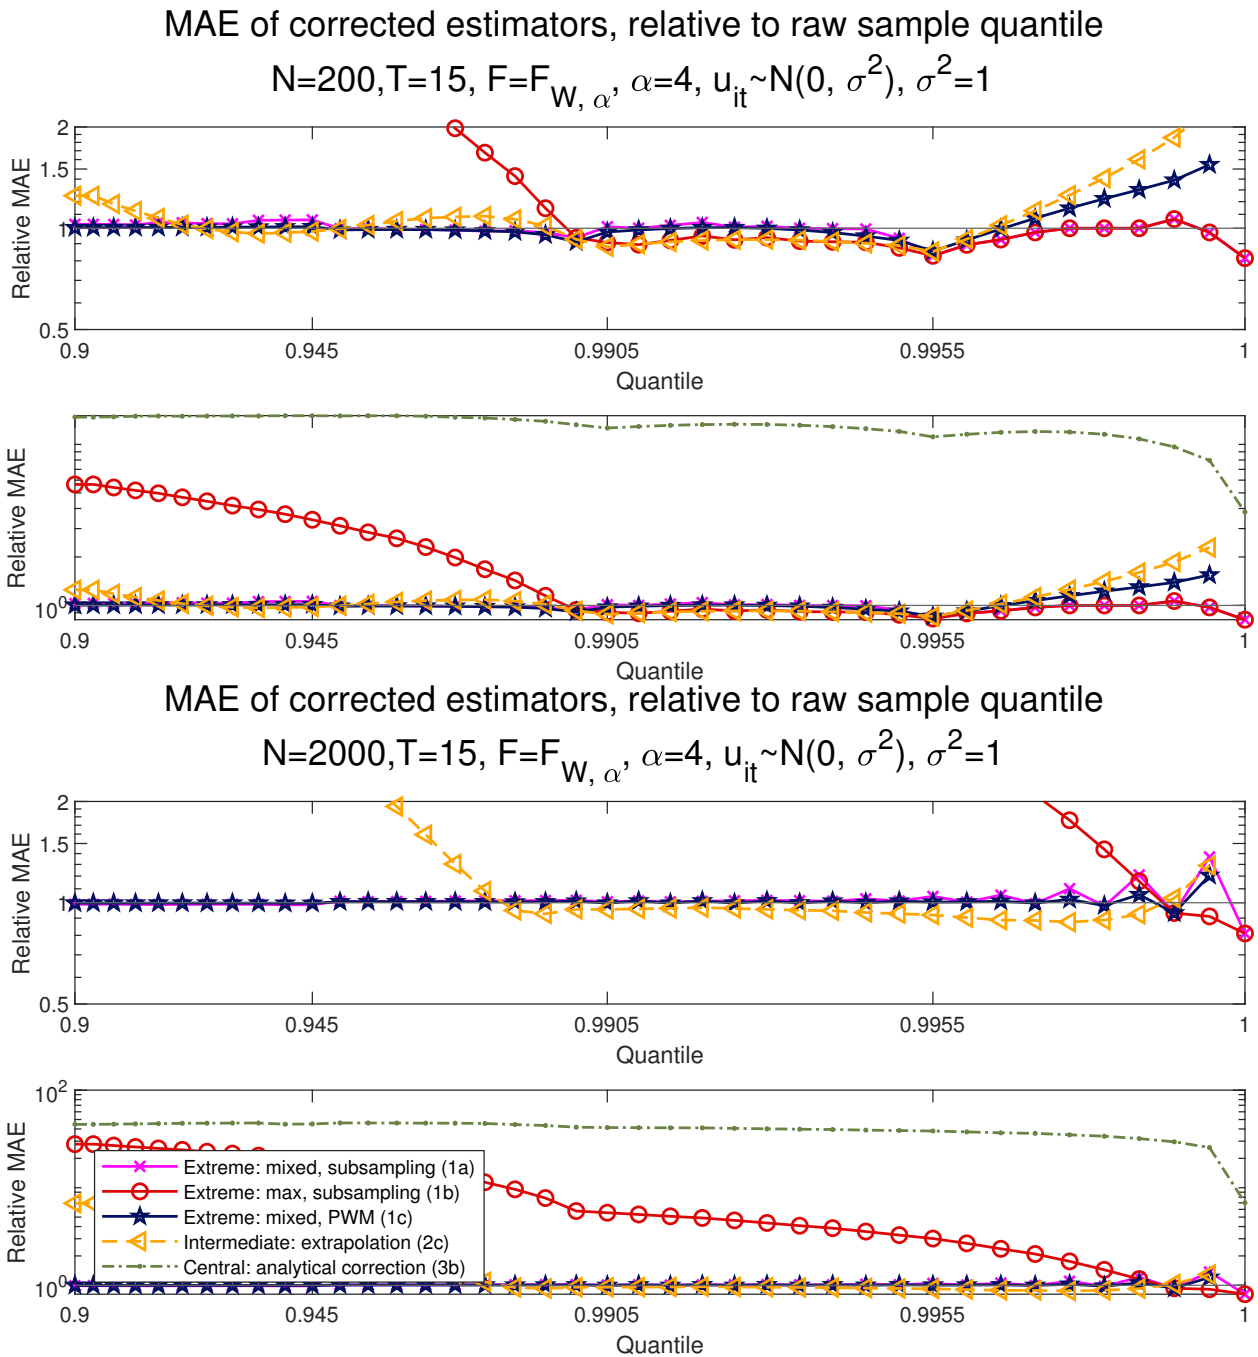 MAE of corrected estimators, relative to raw sample quantile
N=200,T=15, F=F_{W, α}, α=4, u_{it}~N(0, σ^2), σ^2=1
2
1.5
1
0.5
Relative MAE
0.9
0.945
0.9905
0.9955
1
Quantile
10^0
Relative MAE
0.9
0.945
0.9905
0.9955
1
Quantile
MAE of corrected estimators, relative to raw sample quantile
N=2000,T=15, F=F_{W, α}, α=4, u_{it}~N(0, σ^2), σ^2=1
2
1.5
1
0.5
Relative MAE
0.9
0.945
0.9905
0.9955
1
Quantile
10^2
10^0
Relative MAE
Extreme: mixed, subsampling (1a)
Extreme: max, subsampling (1b)
Extreme: mixed, PWM (1c)
Intermediate: extrapolation (2c)
Central: analytical correction (3b)
0.9
0.945
0.9905
0.9955
1
Quantile